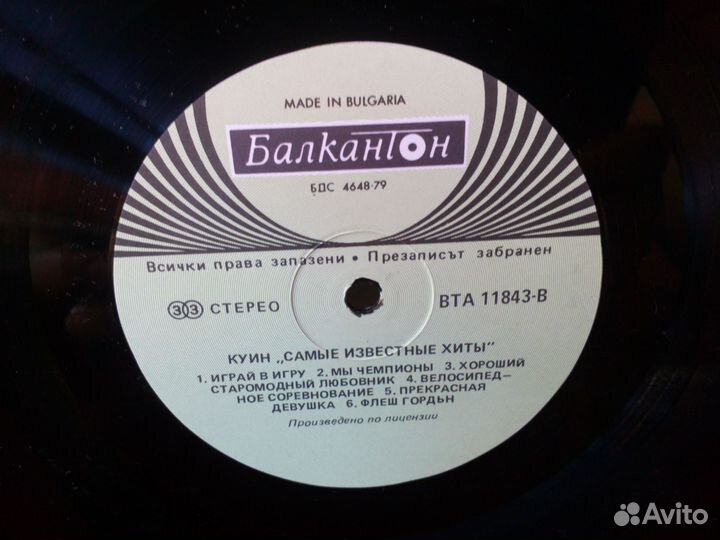 MADE IN BULGARIA
БалканТон
БДС 4648-79
Всички права запазени • Презаписът забранен
33 СТЕРЕО
ВТА 11843-В
КУИН „САМЫЕ ИЗВЕСТНЫЕ ХИТЫ"
1. ИГРАЙ В ИГРУ 2. МЫ ЧЕМПИОНЫ 3. ХОРОШИЙ
СТАРОМОДНЫЙ ЛЮБОВНИК 4. ВЕЛОСИПЕД–
НОЕ СОРЕВНОВАНИЕ 5. ПРЕКРАСНАЯ
ДЕВУШКА 6. ФЛЕШ ГОРДЬН
Произведено по лицензии
Avito